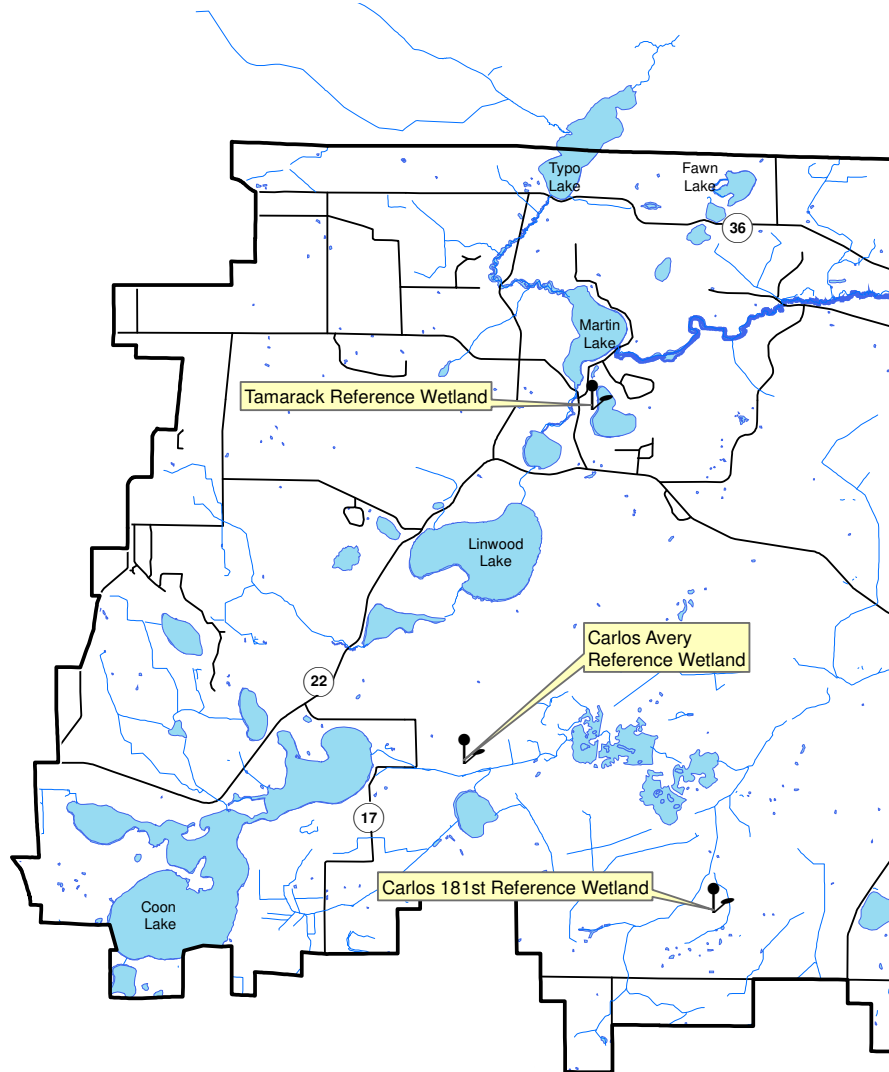 Typo
Lake
Fawn
Lake
36
Martin
Lake
Tamarack Reference Wetland
Linwood
Lake
Carlos Avery
Reference Wetland
22
17
Carlos 181st Reference Wetland
Coon
Lake